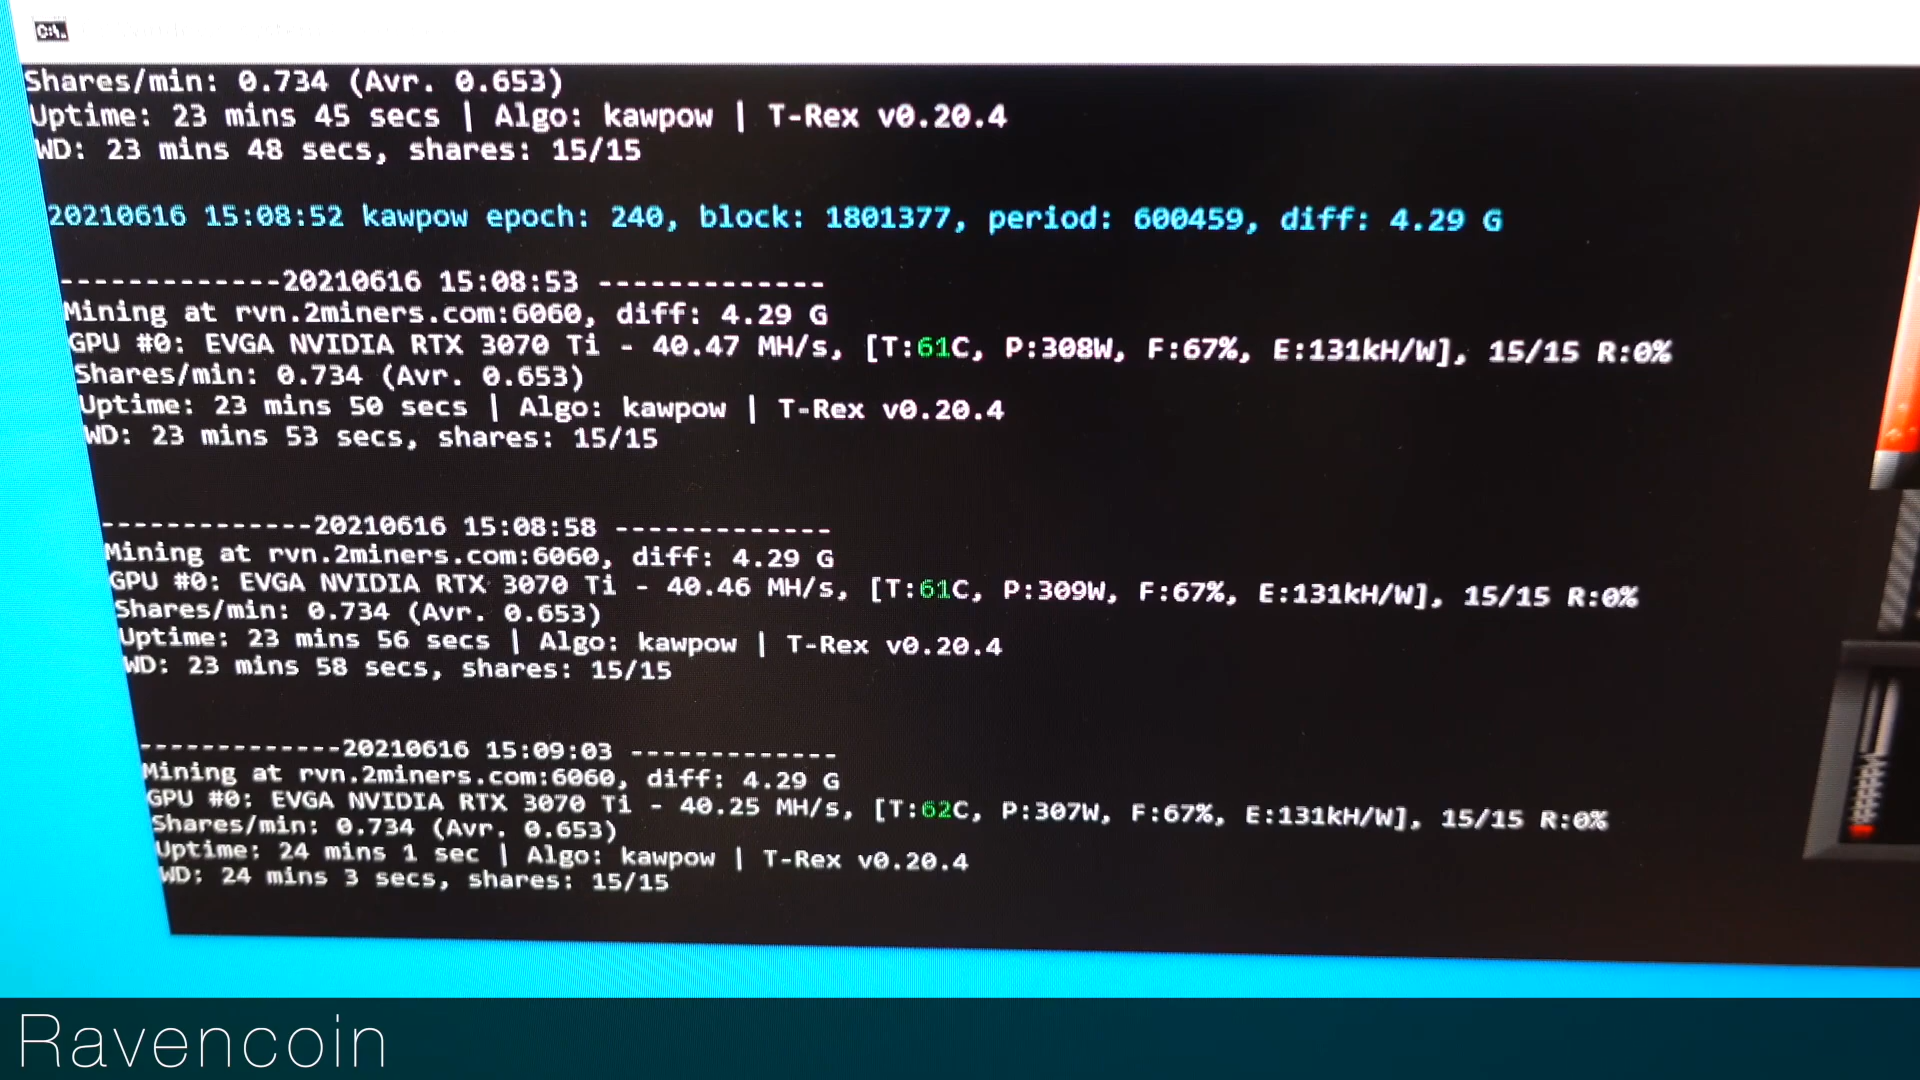 Shares/min: 0.734 (Avr. 0.653)
Uptime: 23 mins 45 secs | Algo: kawpow | T-Rex v0.20.4
WD: 23 mins 48 secs, shares: 15/15
20210616 15:08:52 kawpow epoch: 240, block: 1801377, period: 600459, diff: 4.29 G
-------------20210616 15:08:53 -------------
Mining at rvn.2miners.com:6060, diff: 4.29 G
GPU #0: EVGA NVIDIA RTX 3070 Ti - 40.47 MH/s, [T:61C, P:308W, F:67%, E:131kH/W], 15/15 R:0%
Shares/min: 0.734 (Avr. 0.653)
Uptime: 23 mins 50 secs | Algo: kawpow | T-Rex v0.20.4
WD: 23 mins 53 secs, shares: 15/15
-------------20210616 15:08:58 -------------
Mining at rvn.2miners.com:6060, diff: 4.29 G
GPU #0: EVGA NVIDIA RTX 3070 Ti - 40.46 MH/s, [T:61C, P:309W, F:67%, E:131kH/W], 15/15 R:0%
Shares/min: 0.734 (Avr. 0.653)
Uptime: 23 mins 56 secs | Algo: kawpow | T-Rex v0.20.4
WD: 23 mins 58 secs, shares: 15/15
-------------20210616 15:09:03 -------------
Mining at rvn.2miners.com:6060, diff: 4.29 G
GPU #0: EVGA NVIDIA RTX 3070 Ti - 40.25 MH/s, [T:62C, P:307W, F:67%, E:131kH/W], 15/15 R:0%
Shares/min: 0.734 (Avr. 0.653)
Uptime: 24 mins 1 sec | Algo: kawpow | T-Rex v0.20.4
WD: 24 mins 3 secs, shares: 15/15
Ravencoin